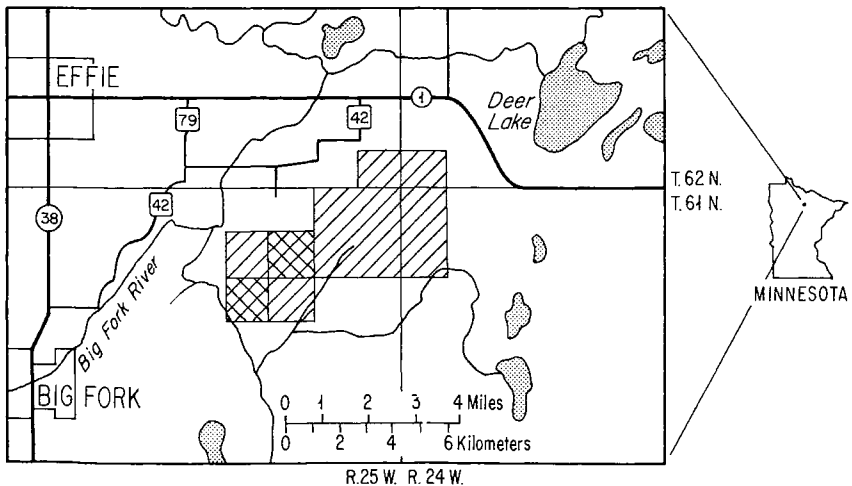 EFFIE
79
42
1
Deer
Lake
T. 62 N.
T. 61 N.
38
42
Big Fork River
BIG FORK
MINNESOTA
0 1 2 3 4 Miles
0 2 4 6 Kilometers
R.25 W. R. 24 W.